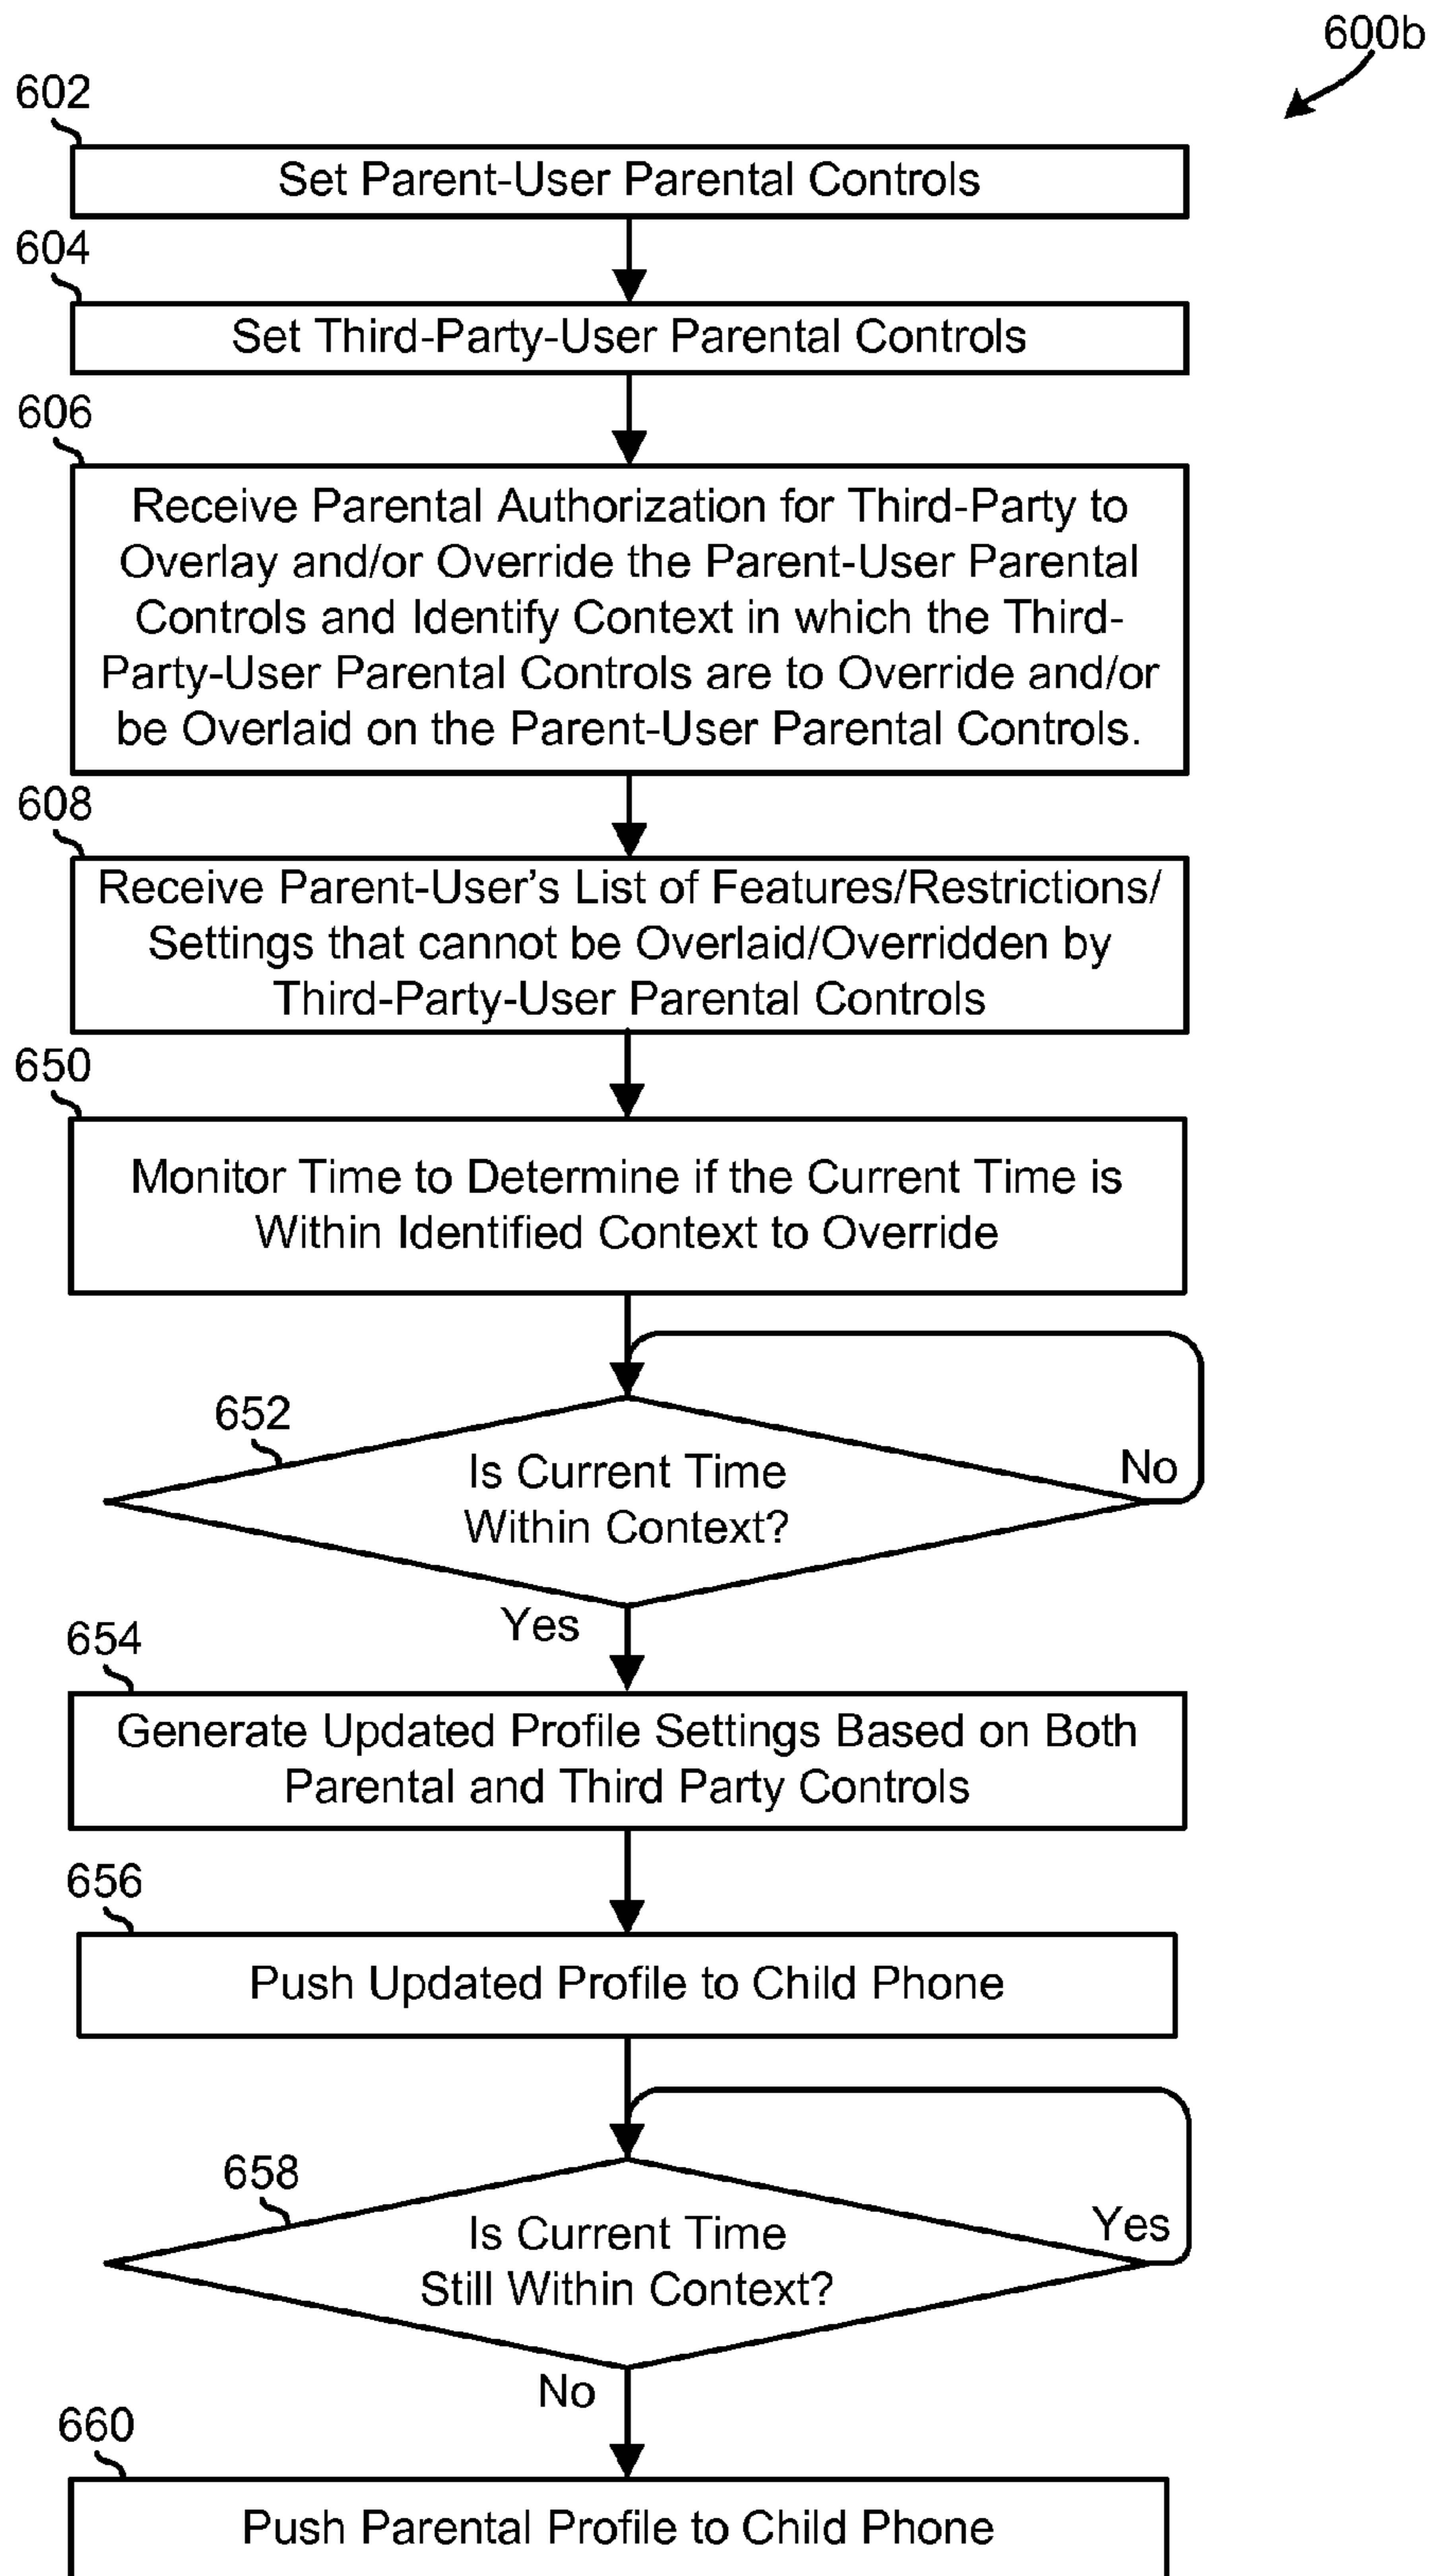 600b
602
Set Parent-User Parental Controls
604
Set Third-Party-User Parental Controls
606
Receive Parental Authorization for Third-Party to
Overlay and/or Override the Parent-User Parental
Controls and Identify Context in which the Third-
Party-User Parental Controls are to Override and/or
be Overlaid on the Parent-User Parental Controls.
608
Receive Parent-User's List of Features/Restrictions/
Settings that cannot be Overlaid/Overridden by
Third-Party-User Parental Controls
650
Monitor Time to Determine if the Current Time is
Within Identified Context to Override
652
Is Current Time
Within Context?
No
Yes
654
Generate Updated Profile Settings Based on Both
Parental and Third Party Controls
656
Push Updated Profile to Child Phone
658
Is Current Time
Still Within Context?
Yes
No
660
Push Parental Profile to Child Phone